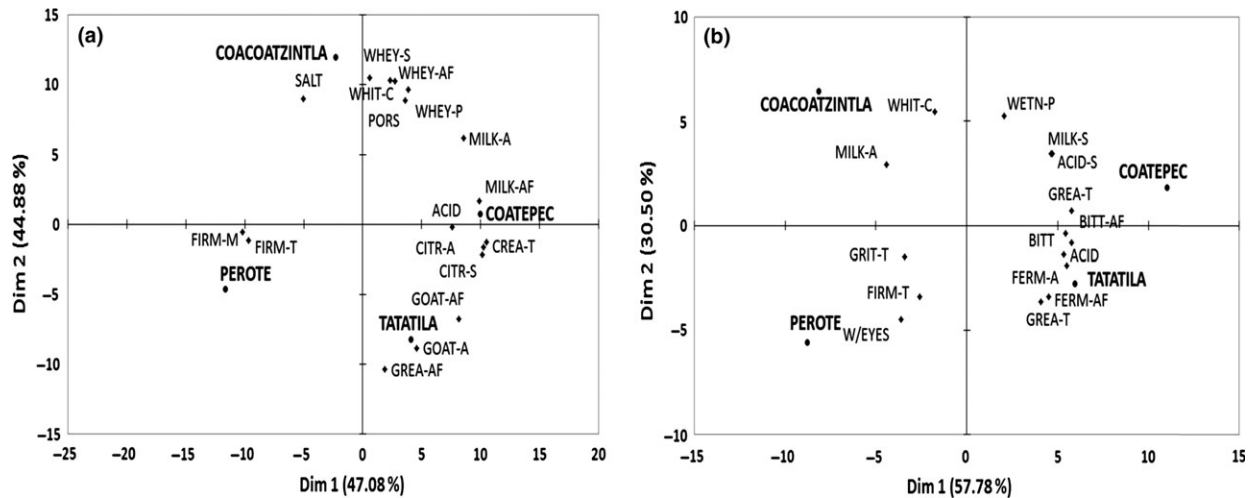 (a)
15
10
5
0
−5
−10
−15
Dim 2 (44.88 %)
COACOATZINTLA
WHEY-S
WHEY-AF
SALT
WHIT-C
WHEY-P
PORS
MILK-A
MILK-AF
ACID
COATEPEC
FIRM-M
FIRM-T
CITR-A
CREA-T
CITR-S
PEROTE
GOAT-AF
TATATILA
GOAT-A
GREA-AF
−25 −20 −15 −10 −5 0 5 10 15 20
Dim 1 (47.08 %)
(b)
10
5
0
−5
−10
Dim 2 (30.50 %)
COACOATZINTLA
WHIT-C
WETN-P
MILK-A
MILK-S
ACID-S
COATEPEC
GREA-T
BITT-AF
BITT
GRIT-T
ACID
FIRM-T
FERM-A
TATATILA
FERM-AF
PEROTE
W/EYES
GREA-T
−15 −10 −5 0 5 10 15
Dim 1 (57.78 %)